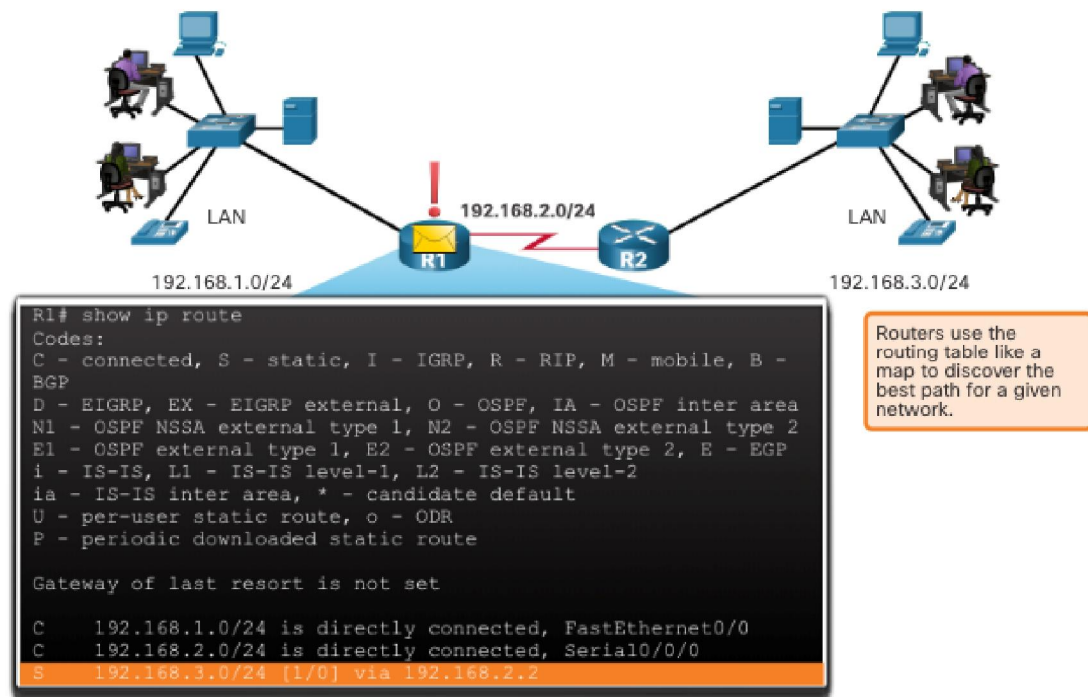 LAN
192.168.1.0/24
R1
192.168.2.0/24
R2
LAN
192.168.3.0/24
R1# show ip route
Codes:
C - connected, S - static, I - IGRP, R - RIP, M - mobile, B -
BGP
D - EIGRP, EX - EIGRP external, O - OSPF, IA - OSPF inter area
N1 - OSPF NSSA external type 1, N2 - OSPF NSSA external type 2
E1 - OSPF external type 1, E2 - OSPF external type 2, E - EGP
i - IS-IS, L1 - IS-IS level-1, L2 - IS-IS level-2
ia - IS-IS inter area, * - candidate default
U - per-user static route, o - ODR
P - periodic downloaded static route
Gateway of last resort is not set
C 192.168.1.0/24 is directly connected, FastEthernet0/0
C 192.168.2.0/24 is directly connected, Serial0/0/0
S 192.168.3.0/24 [1/0] via 192.168.2.2
Routers use the
routing table like a
map to discover the
best path for a given
network.